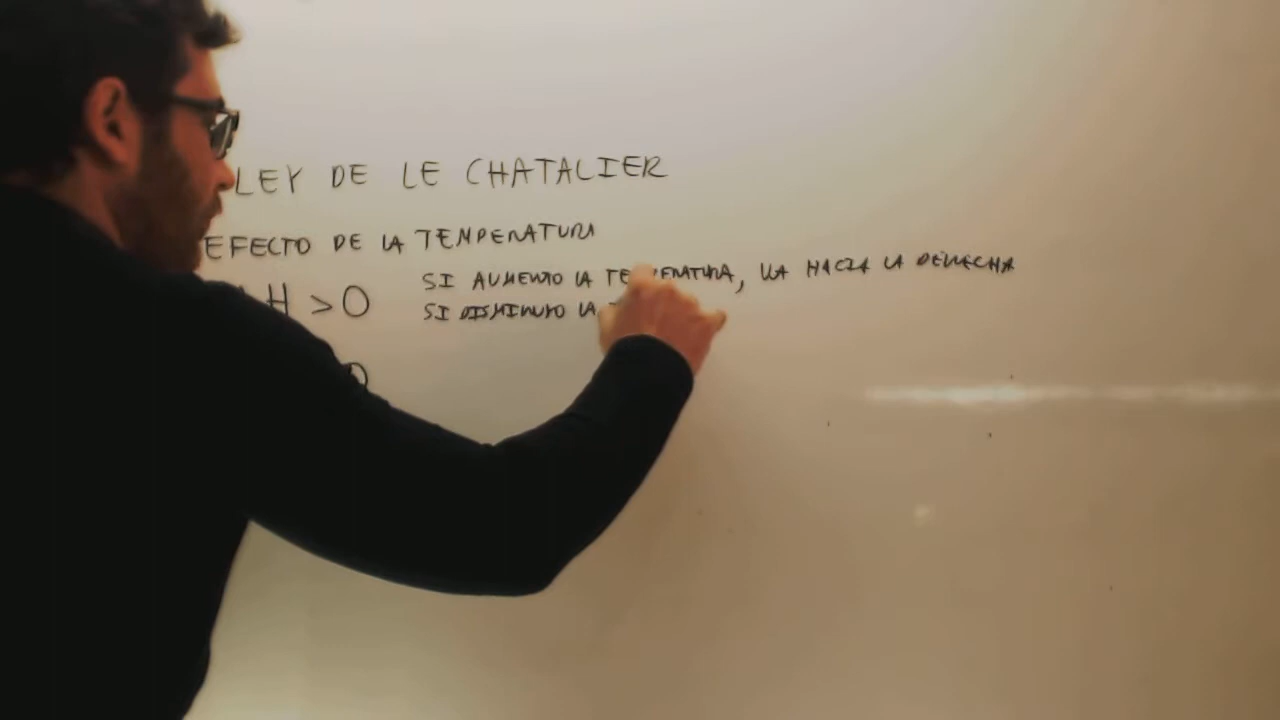 LEY DE LE CHATALIER
EFECTO DE LA TEMPERATURA
SI AUMENTO LA TEMPERATURA, VA HACIA LA DERECHA
H > 0 SI DISMINUYO LA